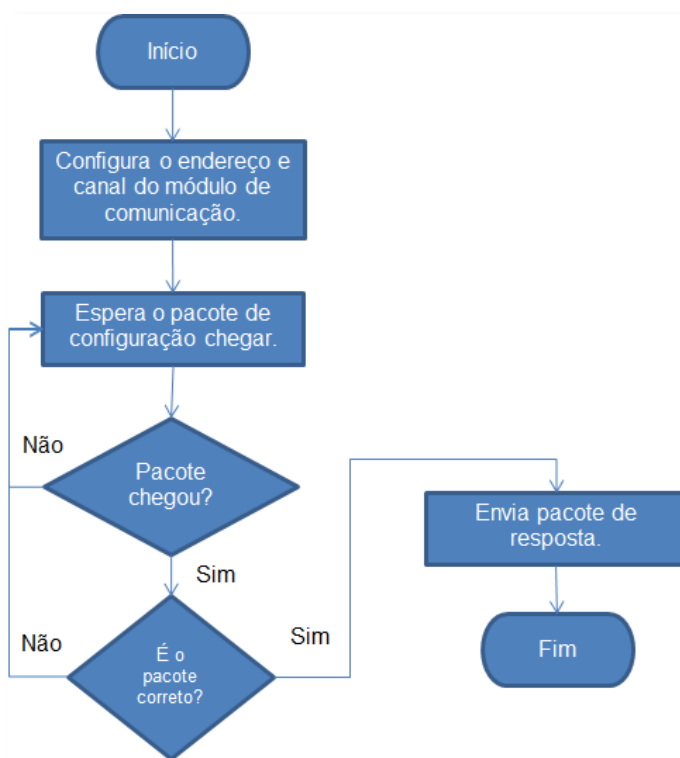 Início
Configura o endereço e
canal do módulo de
comunicação.
Espera o pacote de
configuração chegar.
Não
Pacote
chegou?
Sim
Não
É o
pacote
correto?
Sim
Envia pacote de
resposta.
Fim